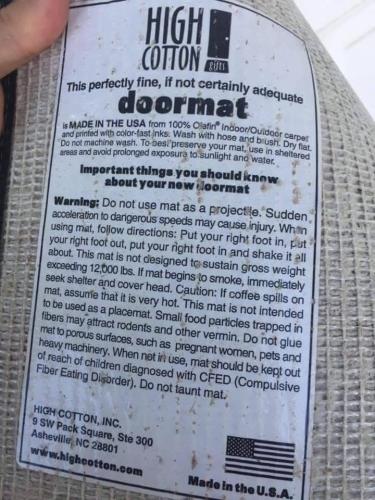 HIGH
COTTON
gifts
This perfectly fine, if not certainly adequate
doormat
is MADE IN THE USA from 100% Olefin® Indoor/Outdoor carpet
and printed with color-fast inks. Wash with hose and brush. Dry flat.
Do not machine wash. To best preserve your mat, use in sheltered
areas and avoid prolonged exposure to sunlight and water.
Important things you should know
about your new doormat
Warning: Do not use mat as a projectile. Sudden
acceleration to dangerous speeds may cause injury. When
using mat, follow directions: Put your right foot in, put
your right foot out, put your right foot in and shake it all
about. This mat is not designed to sustain gross weight
exceeding 12,000 lbs. If mat begins to smoke, immediately
seek shelter and cover head. Caution: If coffee spills on
mat, assume that it is very hot. This mat is not intended
to be used as a placemat. Small food particles trapped in
fibers may attract rodents and other vermin. Do not glue
mat to porous surfaces, such as pregnant women, pets and
heavy machinery. When not in use, mat should be kept out
of reach of children diagnosed with CFED (Compulsive
Fiber Eating Disorder). Do not taunt mat.
HIGH COTTON, INC.
9 SW Pack Square, Ste 300
Asheville, NC 28801
www.highcotton.com
Made in the U.S.A.